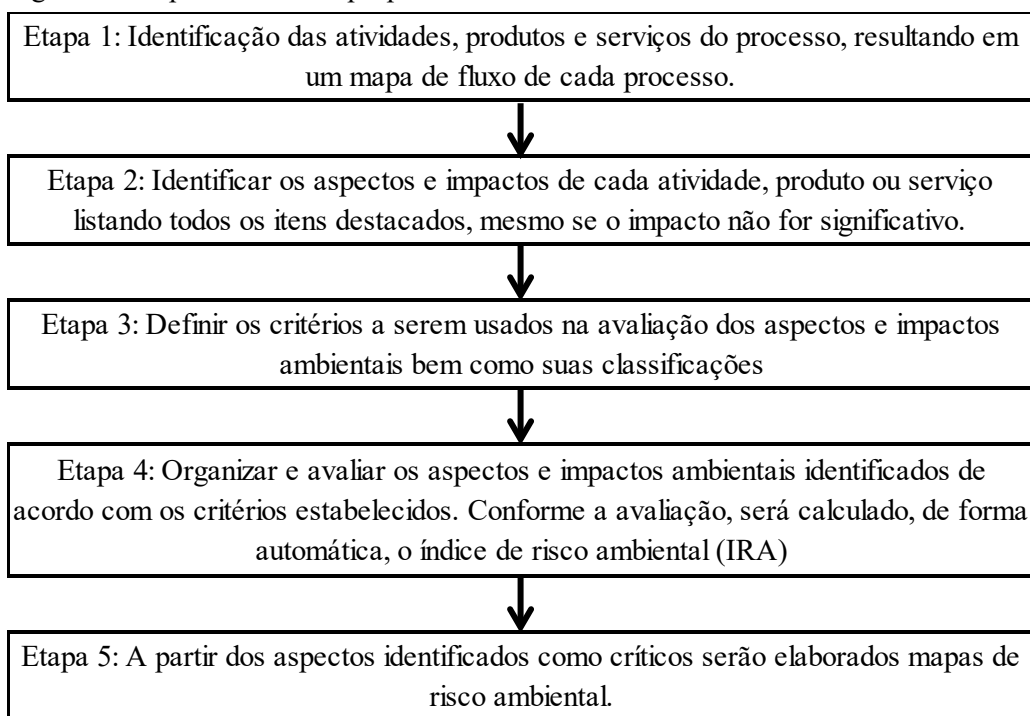 Etapa 1: Identificação das atividades, produtos e serviços do processo, resultando em
um mapa de fluxo de cada processo.
Etapa 2: Identificar os aspectos e impactos de cada atividade, produto ou serviço
listando todos os itens destacados, mesmo se o impacto não for significativo.
Etapa 3: Definir os critérios a serem usados na avaliação dos aspectos e impactos
ambientais bem como suas classificações
Etapa 4: Organizar e avaliar os aspectos e impactos ambientais identificados de
acordo com os critérios estabelecidos. Conforme a avaliação, será calculado, de forma
automática, o índice de risco ambiental (IRA)
Etapa 5: A partir dos aspectos identificados como críticos serão elaborados mapas de
risco ambiental.